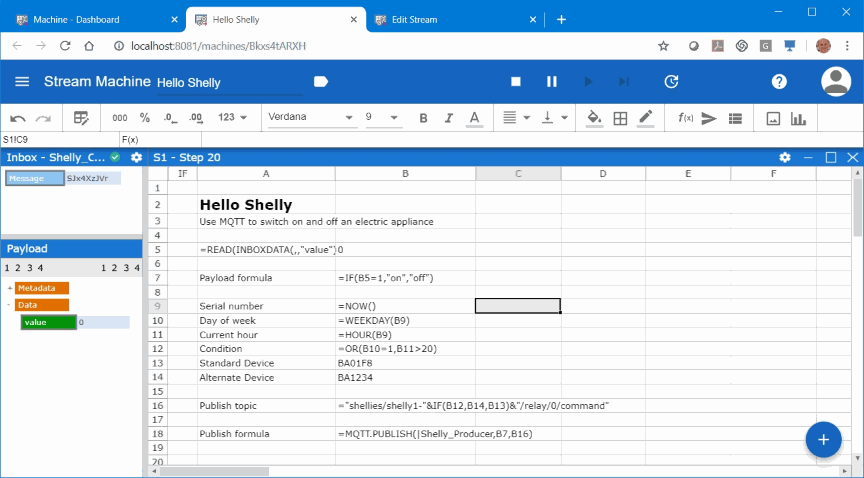 Machine - Dashboard
Hello Shelly
Edit Stream
localhost:8081/machines/Bkxs4tARXH
Stream Machine Hello Shelly
000 % .0 .00 123 Verdana 9 B I A f(x)
S1!C9 F(x)
Inbox - Shelly_C...
S1 - Step 20
Message SJx4XzJVr
Payload
1 2 3 4 1 2 3 4
+ Metadata
- Data
value 0
IF A B C D E F
1
2 Hello Shelly
3 Use MQTT to switch on and off an electric appliance
4
5 =READ(INBOXDATA(,,"value")0
6
7 Payload formula =IF(B5=1,"on","off")
8
9 Serial number =NOW()
10 Day of week =WEEKDAY(B9)
11 Current hour =HOUR(B9)
12 Condition =OR(B10=1,B11>20)
13 Standard Device BA01F8
14 Alternate Device BA1234
15
16 Publish topic ="shellies/shelly1-"&IF(B12,B14,B13)&"/relay/0/command"
17
18 Publish formula =MQTT.PUBLISH(|Shelly_Producer,B7,B16)
19
20